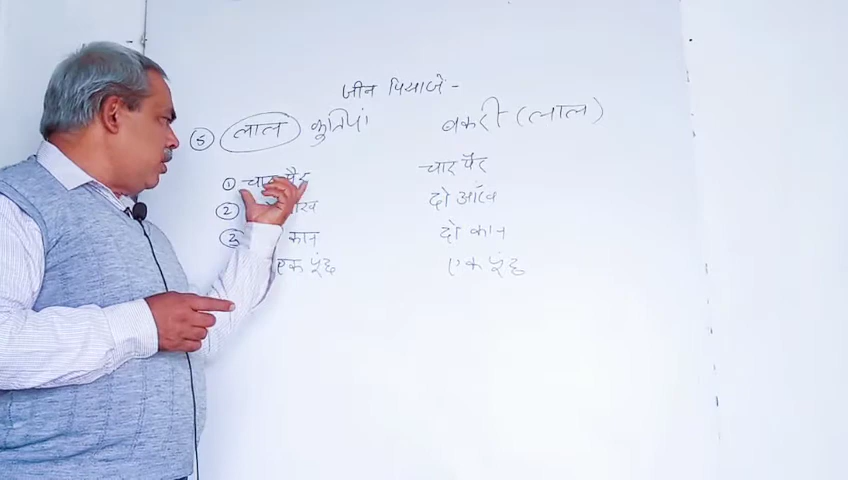 जीन पियाजे:-
⑤ लाल कुतियां बकरी (लाल)
① चार पैर चार पैर
② आंख दो आंख
③ कान दो कान
एक पूंछ एक पूंछ